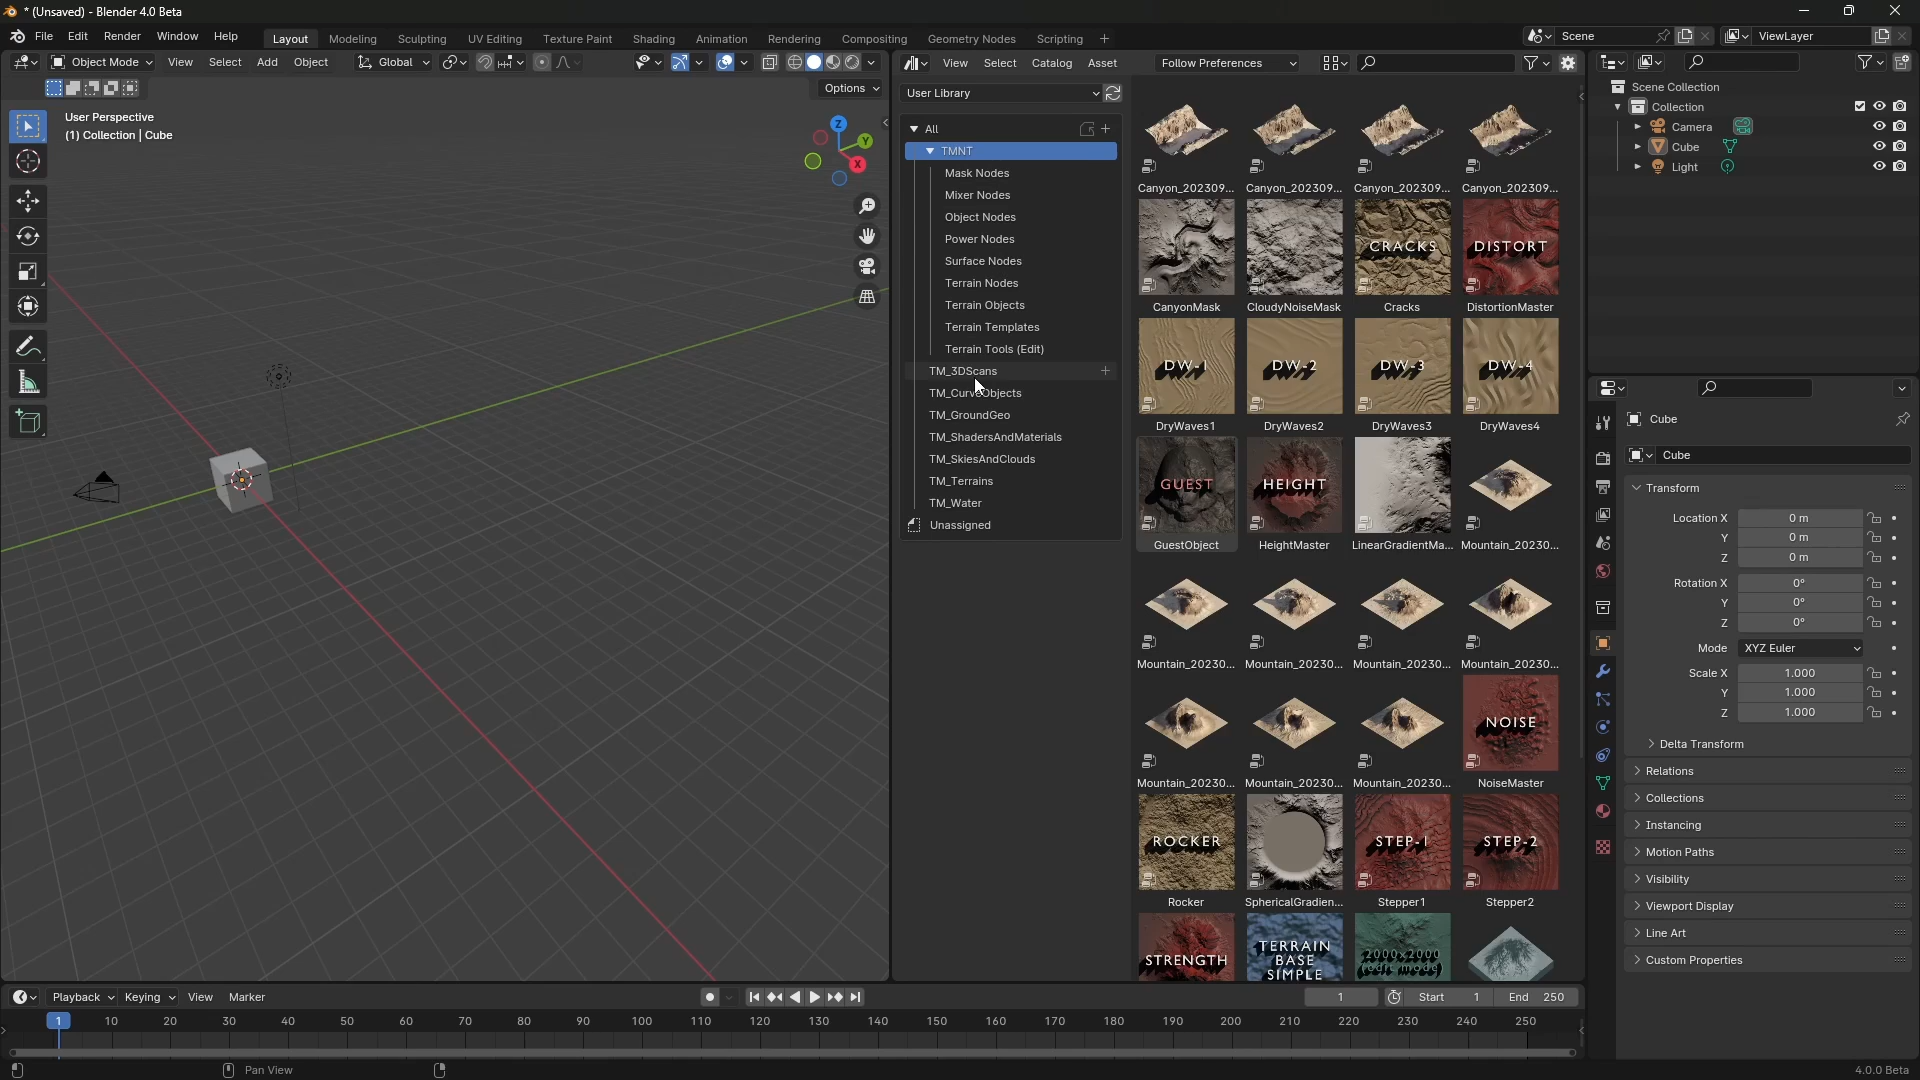 * (Unsaved) - Blender 4.0 Beta
File Edit Render Window Help Layout Modeling Sculpting UV Editing Texture Paint Shading Animation Rendering Compositing Geometry Nodes Scripting + Scene ViewLayer
Object Mode View Select Add Object Global View Select Catalog Asset Follow Preferences
Options
User Library
User Perspective
(1) Collection | Cube
Z
Y
X
All
TMNT
Mask Nodes
Mixer Nodes
Object Nodes
Power Nodes
Surface Nodes
Terrain Nodes
Terrain Objects
Terrain Templates
Terrain Tools (Edit)
TM_3DScans
TM_CurveObjects
TM_GroundGeo
TM_ShadersAndMaterials
TM_SkiesAndClouds
TM_Terrains
TM_Water
Unassigned
Canyon_202309... Canyon_202309... Canyon_202309... Canyon_202309...
CRACKS DISTORT
CanyonMask CloudyNoiseMask Cracks DistortionMaster
DW-1 DW-2 DW-3 DW-4
DryWaves1 DryWaves2 DryWaves3 DryWaves4
GUEST HEIGHT
GuestObject HeightMaster LinearGradientMa... Mountain_20230...
Mountain_20230... Mountain_20230... Mountain_20230... Mountain_20230...
NOISE
Mountain_20230... Mountain_20230... Mountain_20230... NoiseMaster
ROCKER STEP-1 STEP-2
Rocker SphericalGradien... Stepper1 Stepper2
STRENGTH
TERRAIN
BASE
SIMPLE
2000x2000
(edit mode)
Scene Collection
Collection
Camera
Cube
Light
Cube
Cube
Transform
Location X 0 m
Y 0 m
Z 0 m
Rotation X 0°
Y 0°
Z 0°
Mode XYZ Euler
Scale X 1.000
Y 1.000
Z 1.000
Delta Transform
Relations
Collections
Instancing
Motion Paths
Visibility
Viewport Display
Line Art
Custom Properties
Playback Keying View Marker 1 Start 1 End 250
1 10 20 30 40 50 60 70 80 90 100 110 120 130 140 150 160 170 180 190 200 210 220 230 240 250
Pan View 4.0.0 Beta